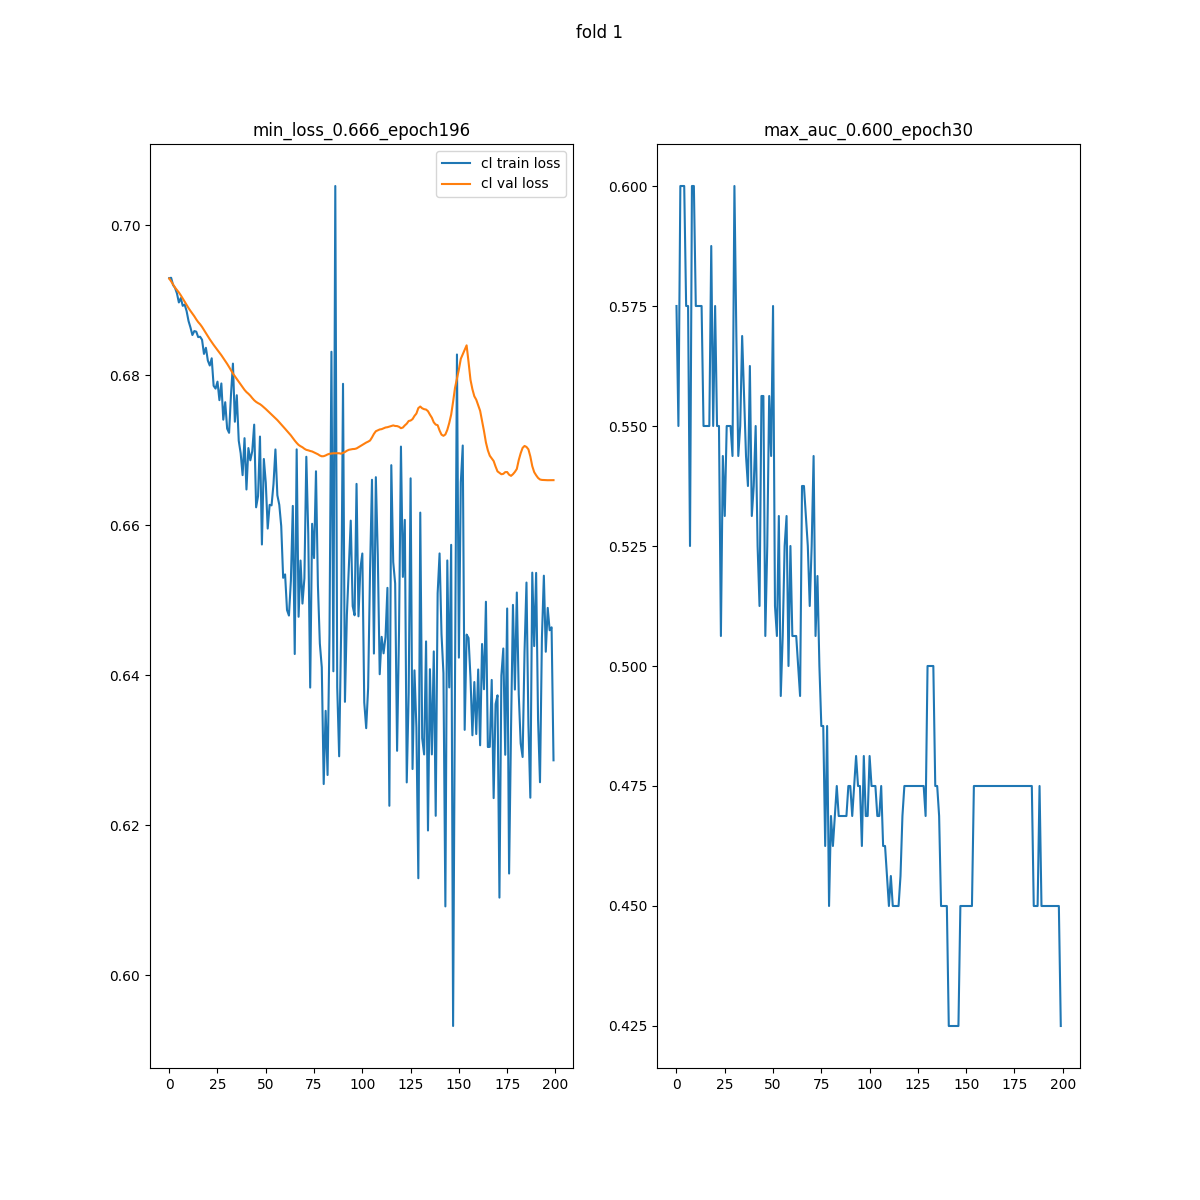 fold 1
min_loss_0.666_epoch196
cl train loss
cl val loss
0.70
0.68
0.66
0.64
0.62
0.60
0 25 50 75 100 125 150 175 200
max_auc_0.600_epoch30
0.600
0.575
0.550
0.525
0.500
0.475
0.450
0.425
0 25 50 75 100 125 150 175 200